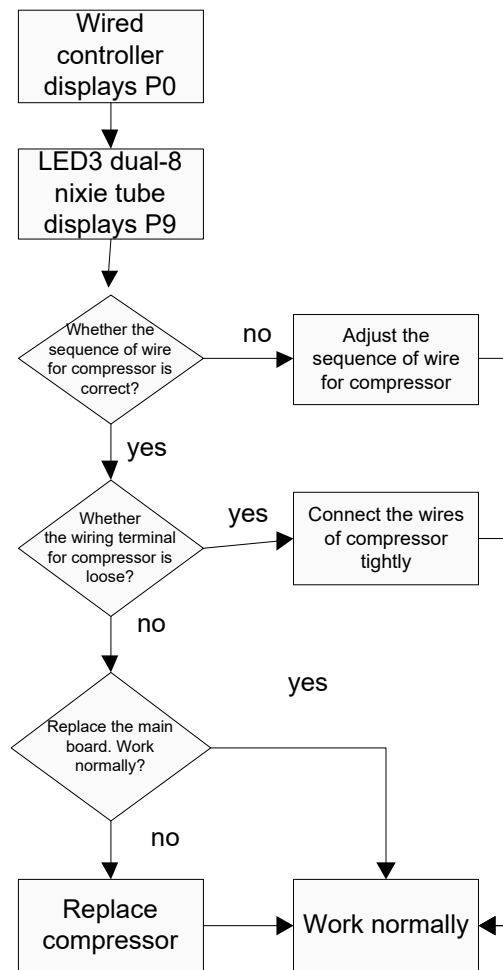 Wired
controller
displays P0
LED3 dual-8
nixie tube
displays P9
Whether the
sequence of wire
for compressor is
correct?
no
Adjust the
sequence of wire
for compressor
yes
Whether
the wiring terminal
for compressor is
loose?
yes
Connect the wires
of compressor
tightly
no
yes
Replace the main
board. Work
normally?
no
Replace
compressor
Work normally